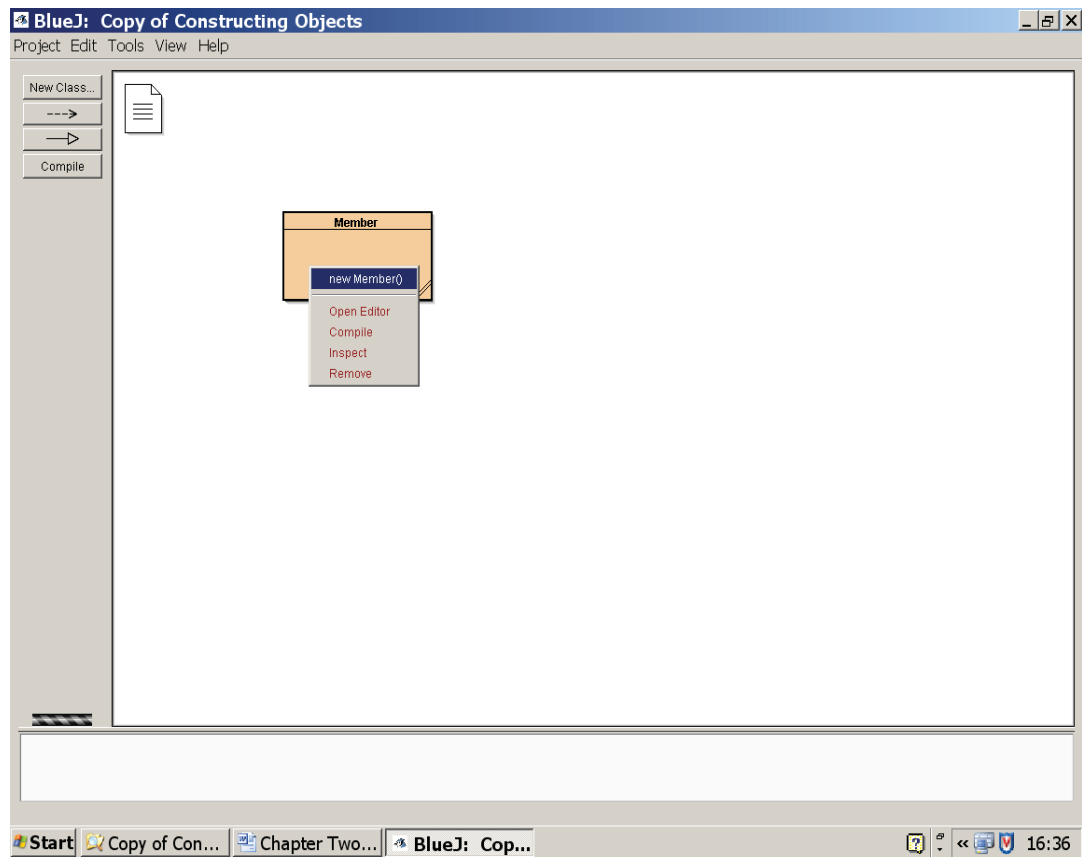 BlueJ: Copy of Constructing Objects
Project Edit Tools View Help
New Class...
Compile
Member
new Member()
Open Editor
Compile
Inspect
Remove
Start Copy of Con... Chapter Two... BlueJ: Cop... 16:36